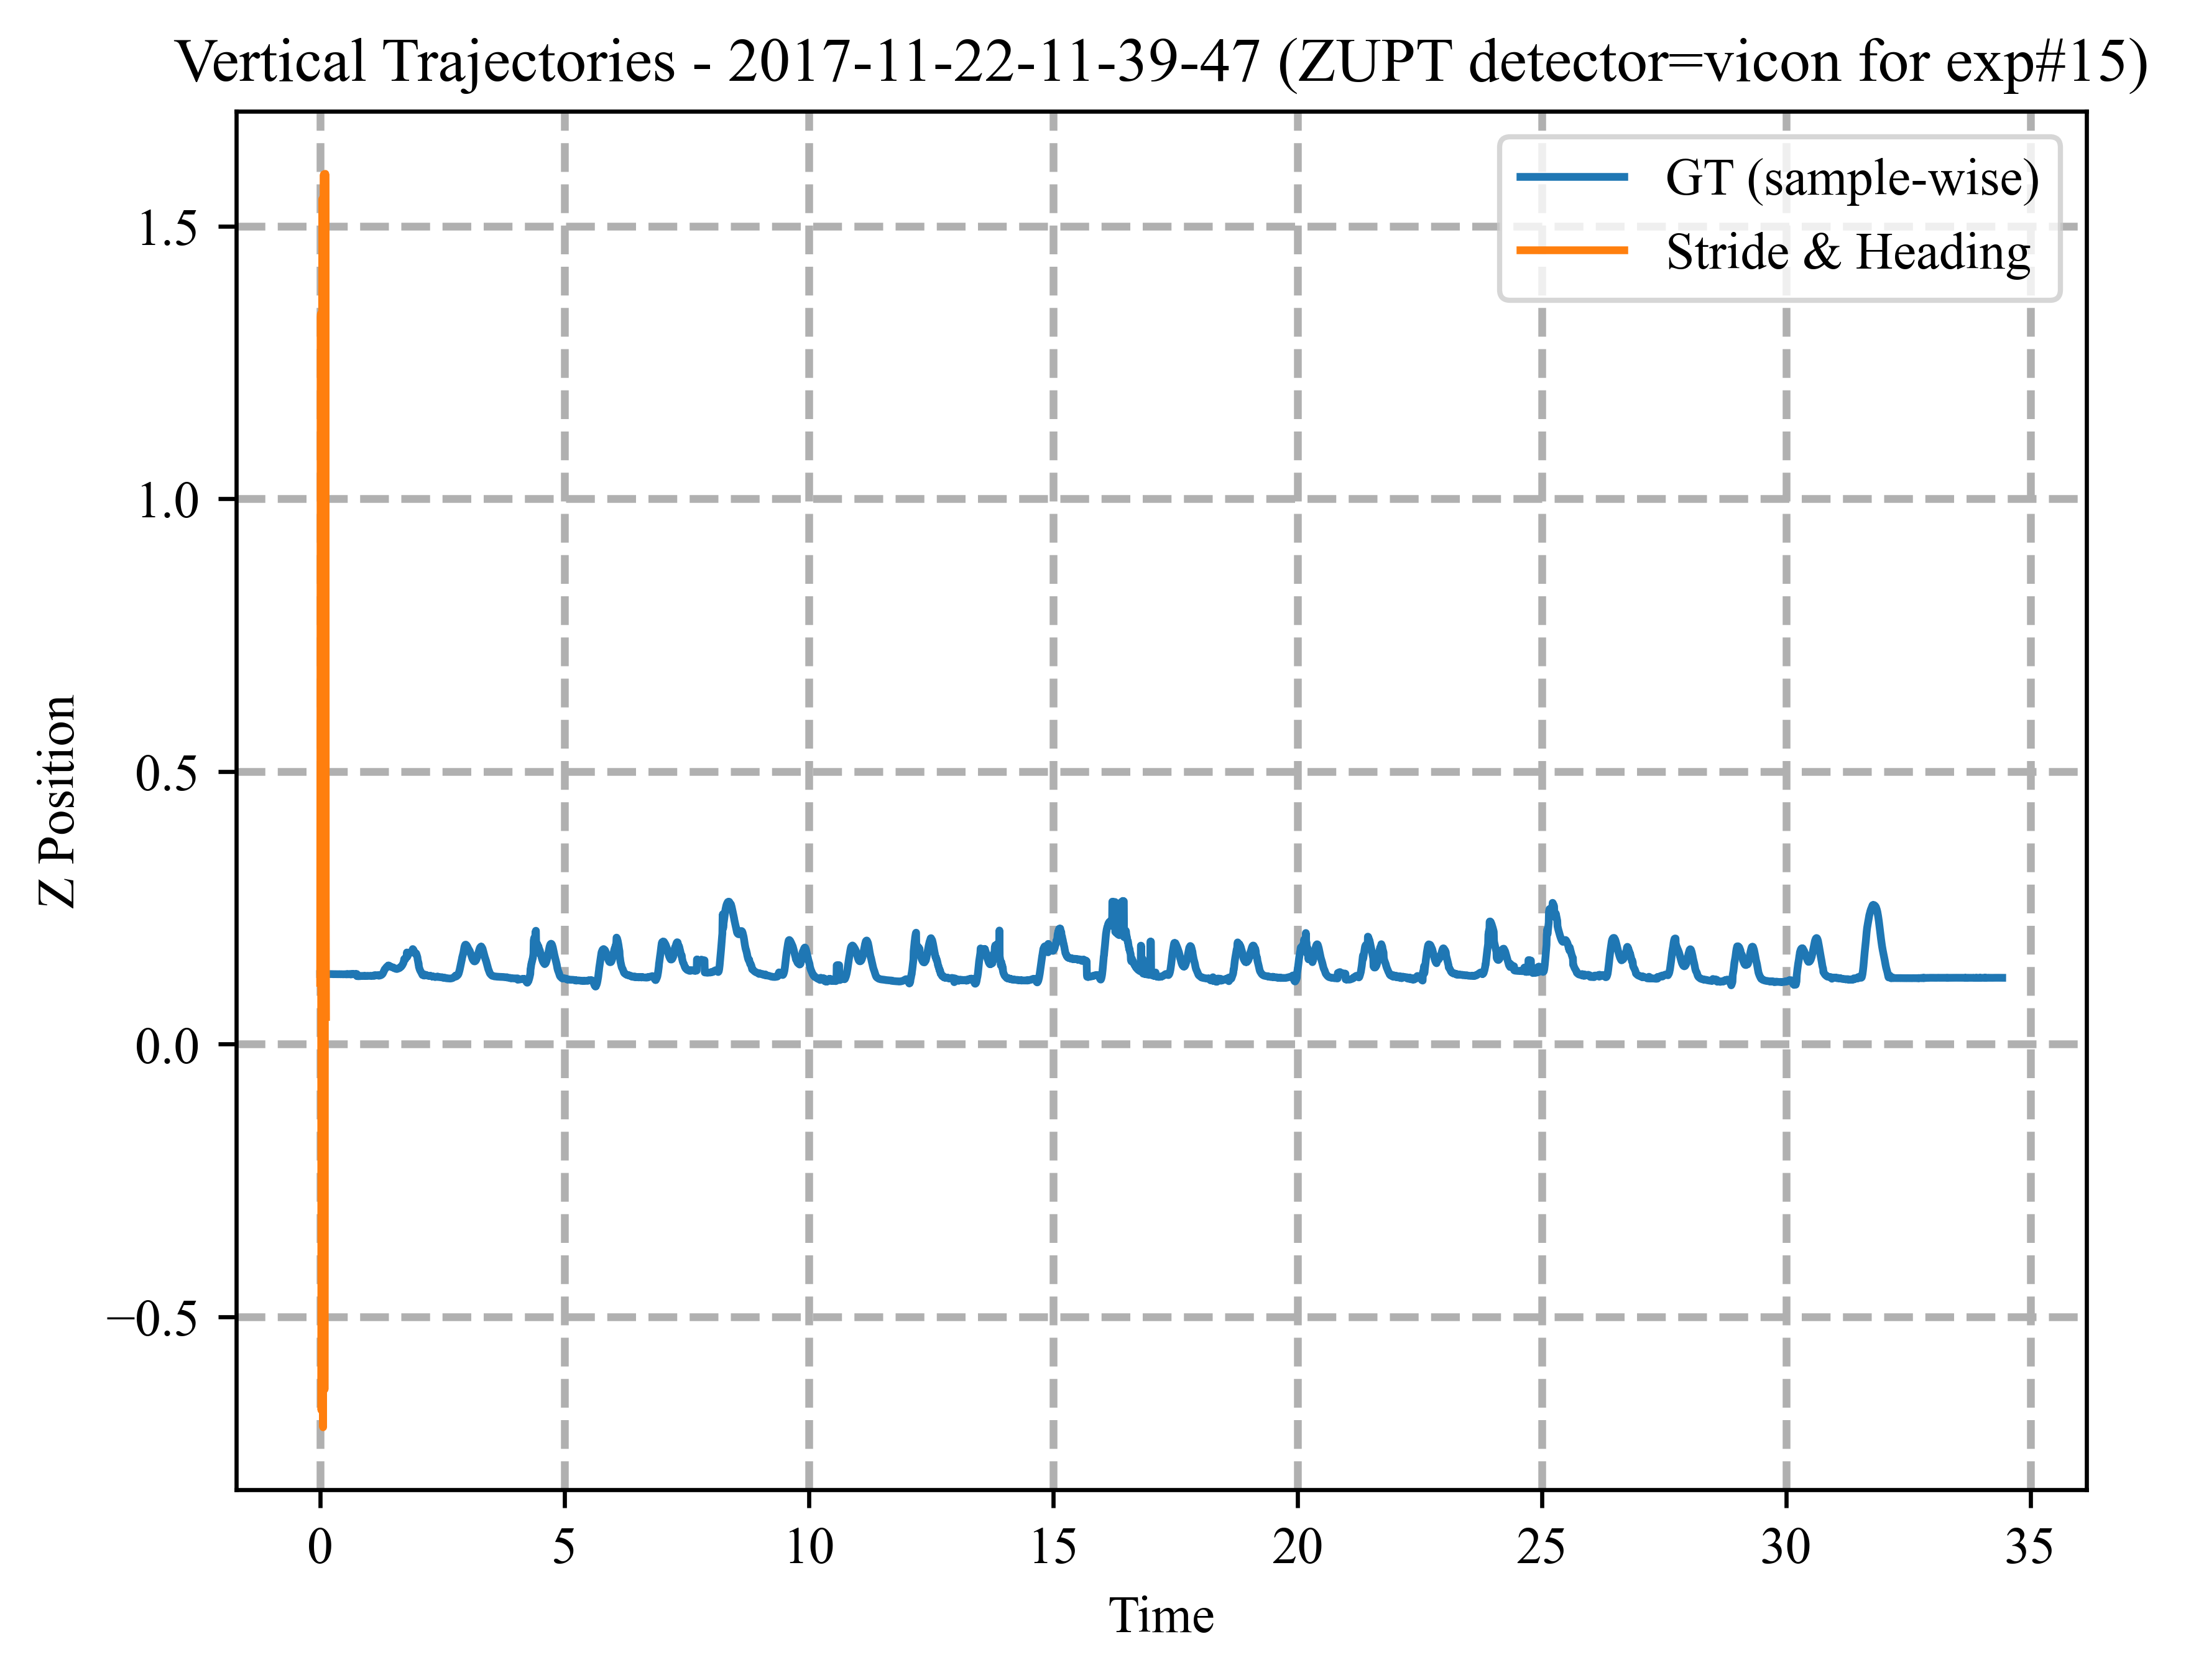 Vertical Trajectories - 2017-11-22-11-39-47 (ZUPT detector=vicon for exp#15)
GT (sample-wise)
Stride & Heading
1.5
1.0
0.5
0.0
−0.5
Z Position
0 5 10 15 20 25 30 35
Time